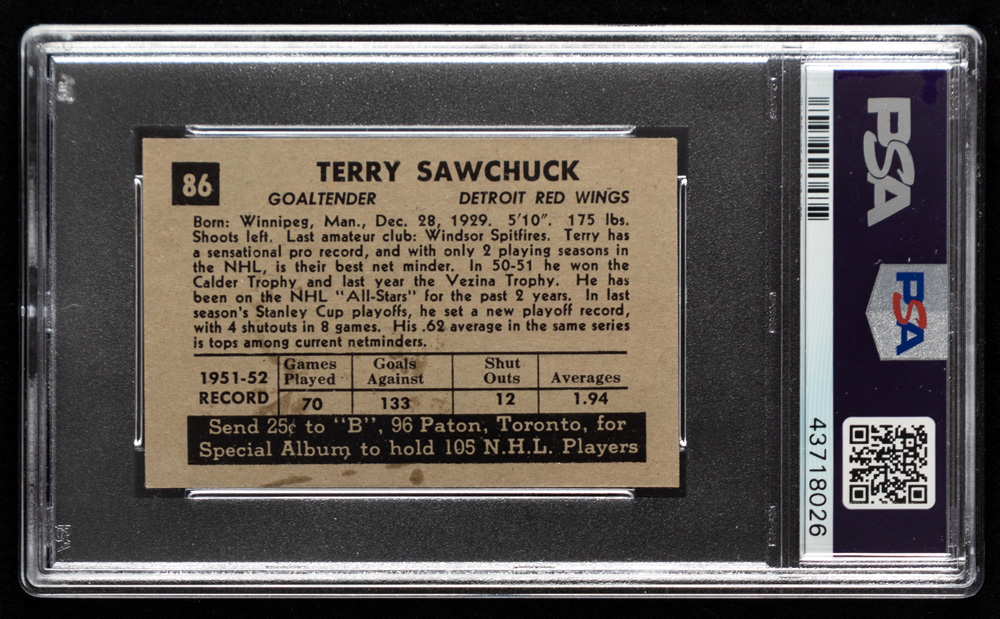 86
TERRY SAWCHUCK
GOALTENDER DETROIT RED WINGS
Born: Winnipeg, Man., Dec. 28, 1929. 5'10". 175 lbs.
Shoots left. Last amateur club: Windsor Spitfires. Terry has
a sensational pro record, and with only 2 playing seasons in
the NHL, is their best net minder. In 50-51 he won the
Calder Trophy and last year the Vezina Trophy. He has
been on the NHL "All-Stars" for the past 2 years. In last
season's Stanley Cup playoffs, he set a new playoff record,
with 4 shutouts in 8 games. His .62 average in the same series
is tops among current netminders.
1951-52 RECORD
Games Played Goals Against Shut Outs Averages
70 133 12 1.94
Send 25¢ to "B", 96 Paton, Toronto, for
Special Album to hold 105 N.H.L. Players
PSA
PSA
43718026